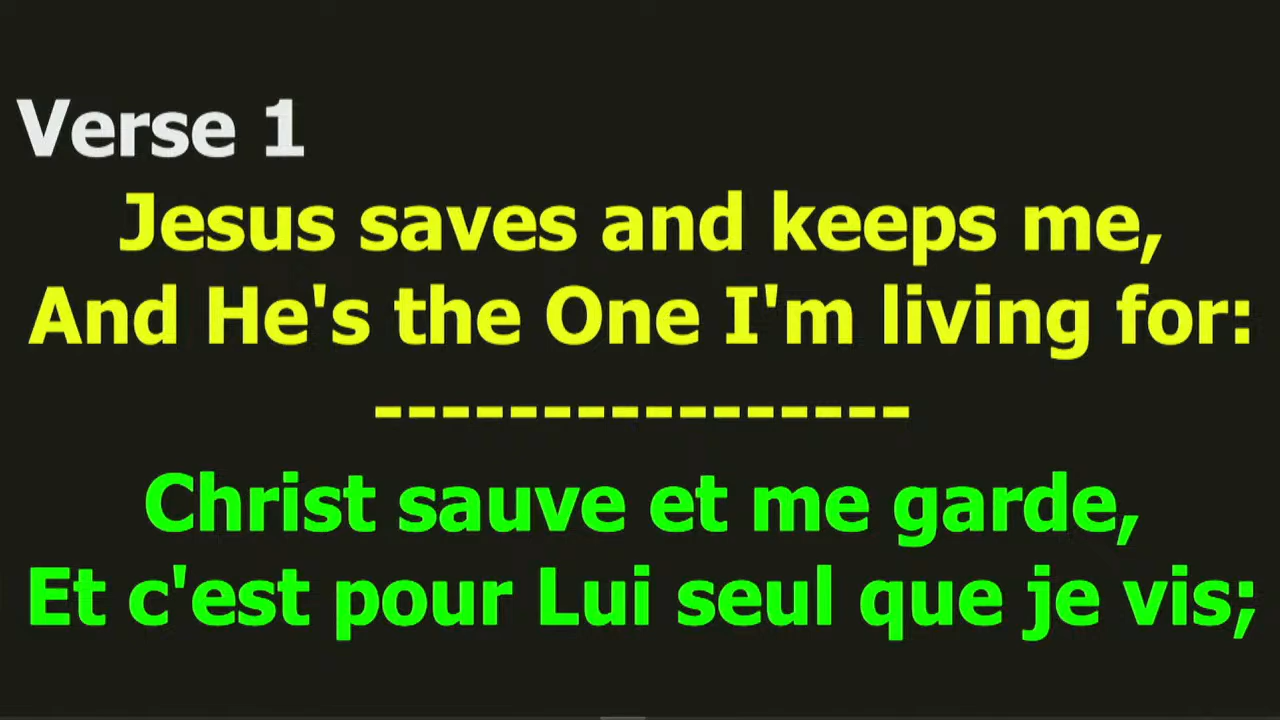 Verse 1
Jesus saves and keeps me,
And He's the One I'm living for:
----------------
Christ sauve et me garde,
Et c'est pour Lui seul que je vis;